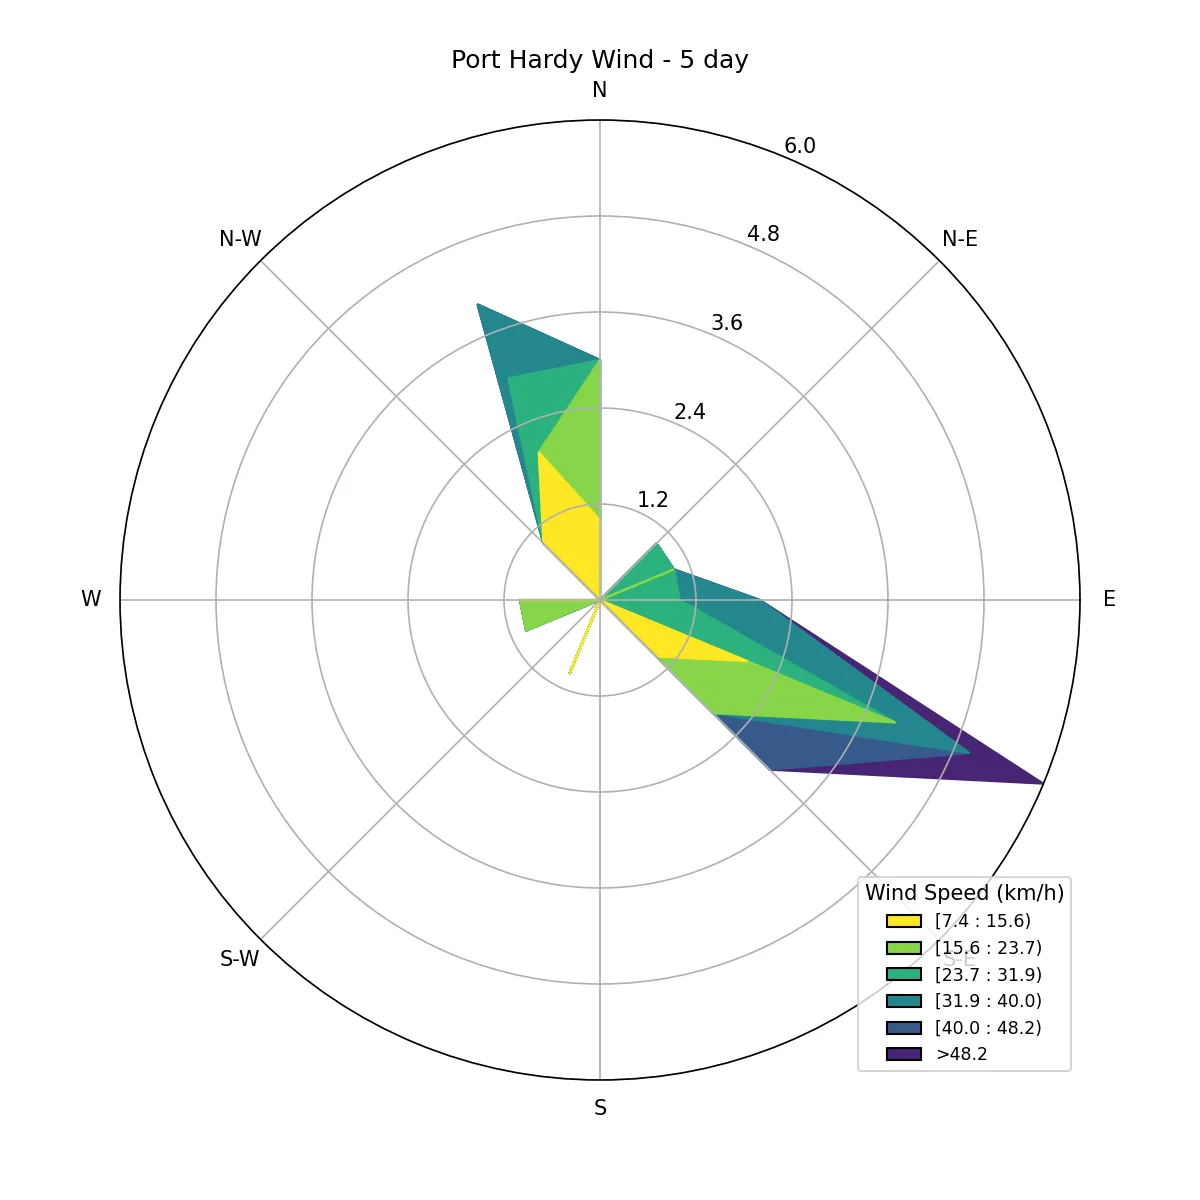 Port Hardy Wind - 5 day
N
6.0
N-W
4.8
N-E
3.6
2.4
1.2
W
E
Wind Speed (km/h)
[7.4 : 15.6)
[15.6 : 23.7)
S-W
S-E
[23.7 : 31.9)
[31.9 : 40.0)
[40.0 : 48.2)
>48.2
S